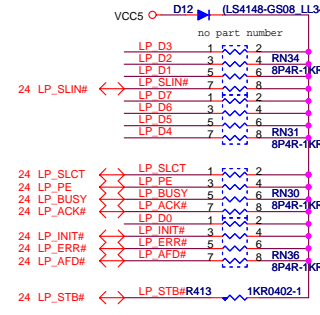 VCC5 D12 (LS4148-GS08_LL34
no part number
LP_D3 1 2
LP_D2 3 4 RN34
LP_D1 5 6 8P4R-1KR
24 LP_SLIN# LP_SLIN# 7 8
LP_D7 1 2
LP_D6 3 4
LP_D5 5 6 RN31
LP_D4 7 8 8P4R-1KR
24 LP_SLCT LP_SLCT 1 2
24 LP_PE LP_PE 3 4
24 LP_BUSY LP_BUSY 5 6 RN30
24 LP_ACK# LP_ACK# 7 8 8P4R-1KR
LP_D0 1 2
24 LP_INIT# LP_INIT# 3 4
24 LP_ERR# LP_ERR# 5 6 RN36
24 LP_AFD# LP_AFD# 7 8 8P4R-1KR
24 LP_STB# LP_STB# R413 1KR0402-1